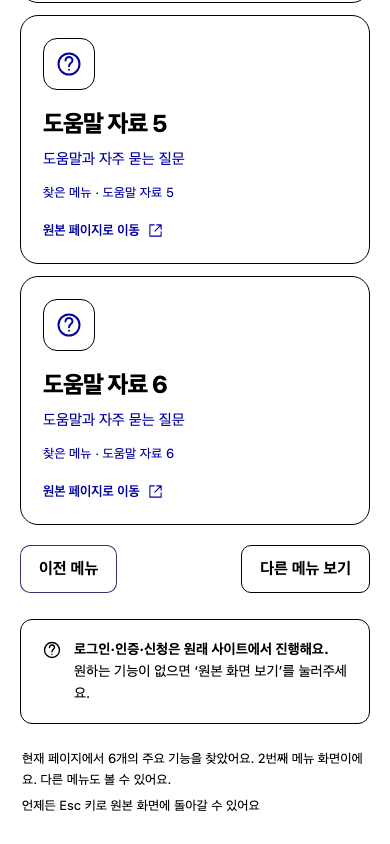 도움말 자료 5
도움말과 자주 묻는 질문
찾은 메뉴 · 도움말 자료 5
원본 페이지로 이동
도움말 자료 6
도움말과 자주 묻는 질문
찾은 메뉴 · 도움말 자료 6
원본 페이지로 이동
이전 메뉴
다른 메뉴 보기
로그인·인증·신청은 원래 사이트에서 진행해요.
원하는 기능이 없으면 ‘원본 화면 보기’를 눌러주세
요.
현재 페이지에서 6개의 주요 기능을 찾았어요. 2번째 메뉴 화면이에
요. 다른 메뉴도 볼 수 있어요.
언제든 Esc 키로 원본 화면에 돌아갈 수 있어요